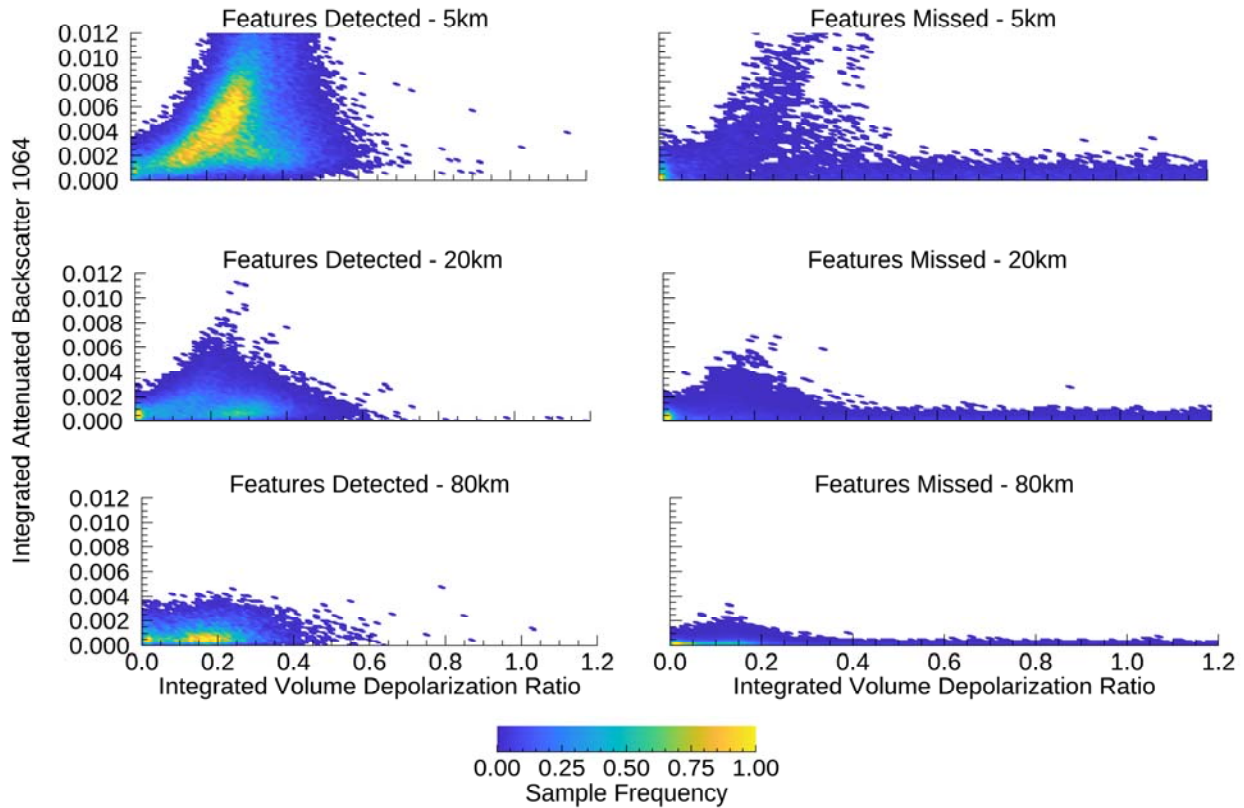 Features Detected - 5km
Features Missed - 5km
Integrated Attenuated Backscatter 1064
0.012
0.010
0.008
0.006
0.004
0.002
0.000
Features Detected - 20km
Features Missed - 20km
0.012
0.010
0.008
0.006
0.004
0.002
0.000
Features Detected - 80km
Features Missed - 80km
0.012
0.010
0.008
0.006
0.004
0.002
0.000
0.0 0.2 0.4 0.6 0.8 1.0 1.2
0.0 0.2 0.4 0.6 0.8 1.0 1.2
Integrated Volume Depolarization Ratio
Integrated Volume Depolarization Ratio
0.00 0.25 0.50 0.75 1.00
Sample Frequency